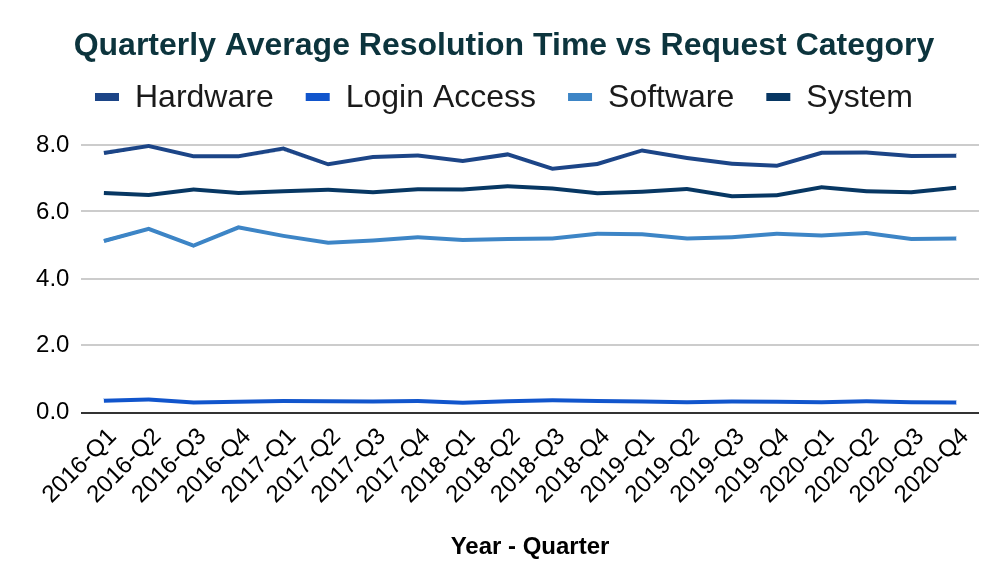 Quarterly Average Resolution Time vs Request Category
Hardware Login Access Software System
8.0
6.0
4.0
2.0
0.0
2016-Q1 2016-Q2 2016-Q3 2016-Q4 2017-Q1 2017-Q2 2017-Q3 2017-Q4 2018-Q1 2018-Q2 2018-Q3 2018-Q4 2019-Q1 2019-Q2 2019-Q3 2019-Q4 2020-Q1 2020-Q2 2020-Q3 2020-Q4
Year - Quarter